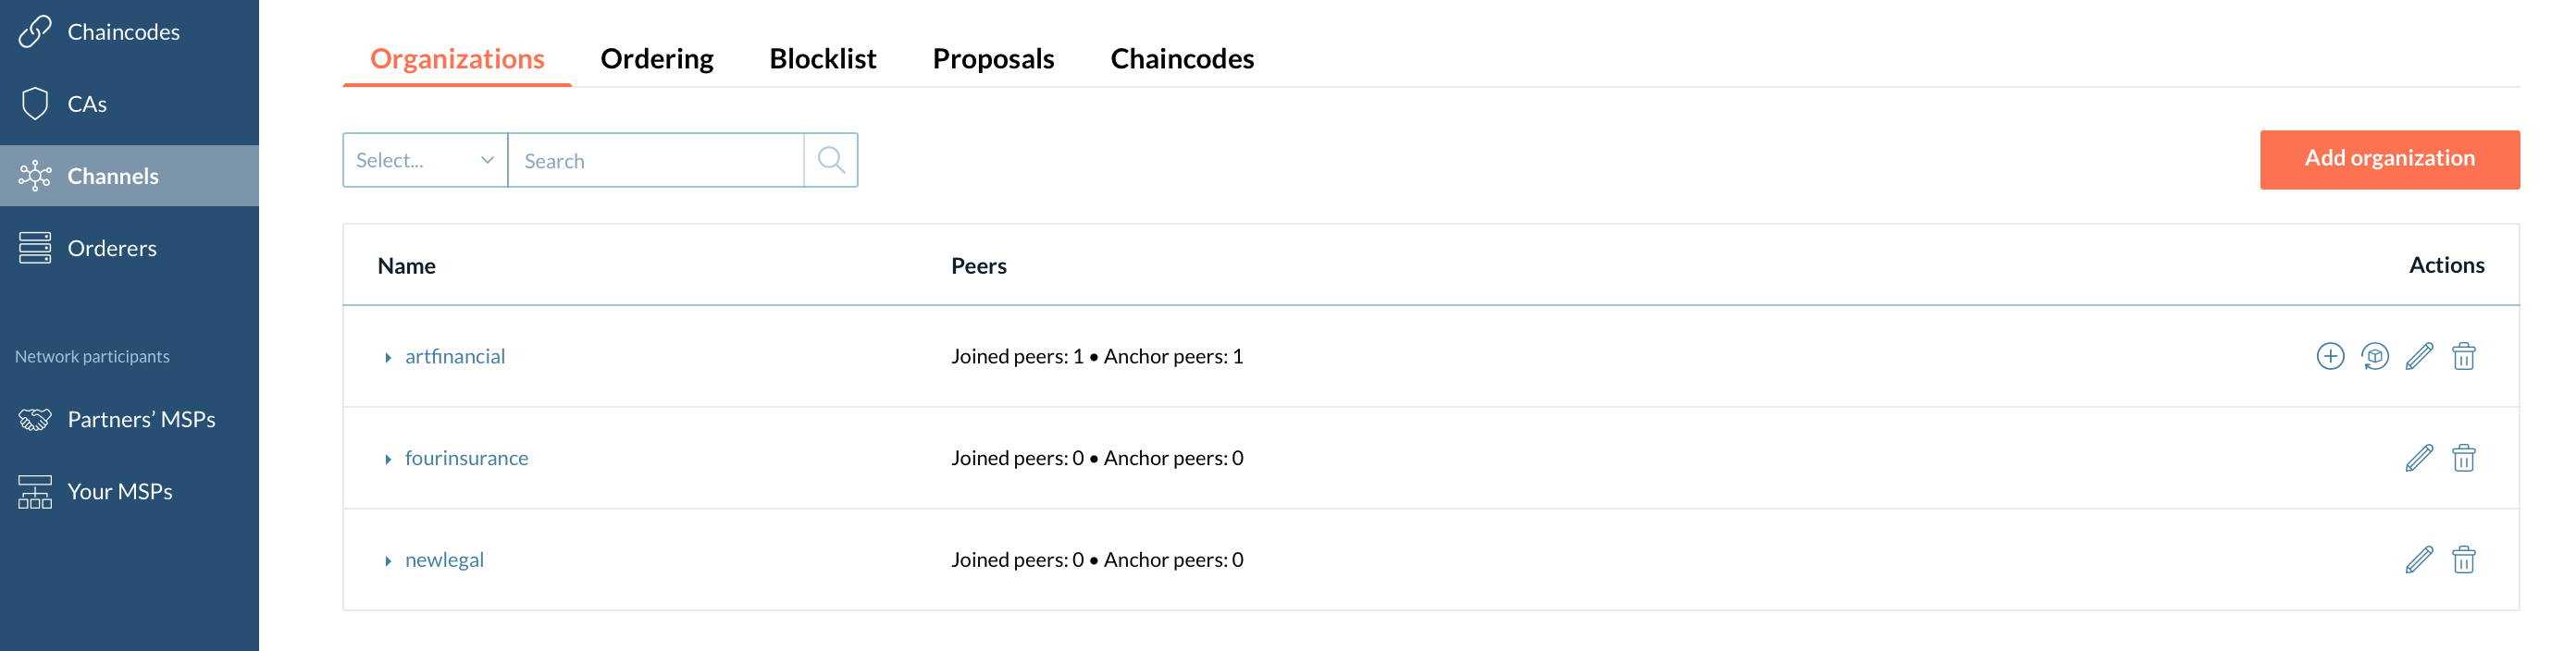 Chaincodes
CAs
Channels
Orderers
Network participants
Partners’ MSPs
Your MSPs
Organizations Ordering Blocklist Proposals Chaincodes
Select... Search
Add organization
Name Peers Actions
artfinancial Joined peers: 1 • Anchor peers: 1
fourinsurance Joined peers: 0 • Anchor peers: 0
newlegal Joined peers: 0 • Anchor peers: 0